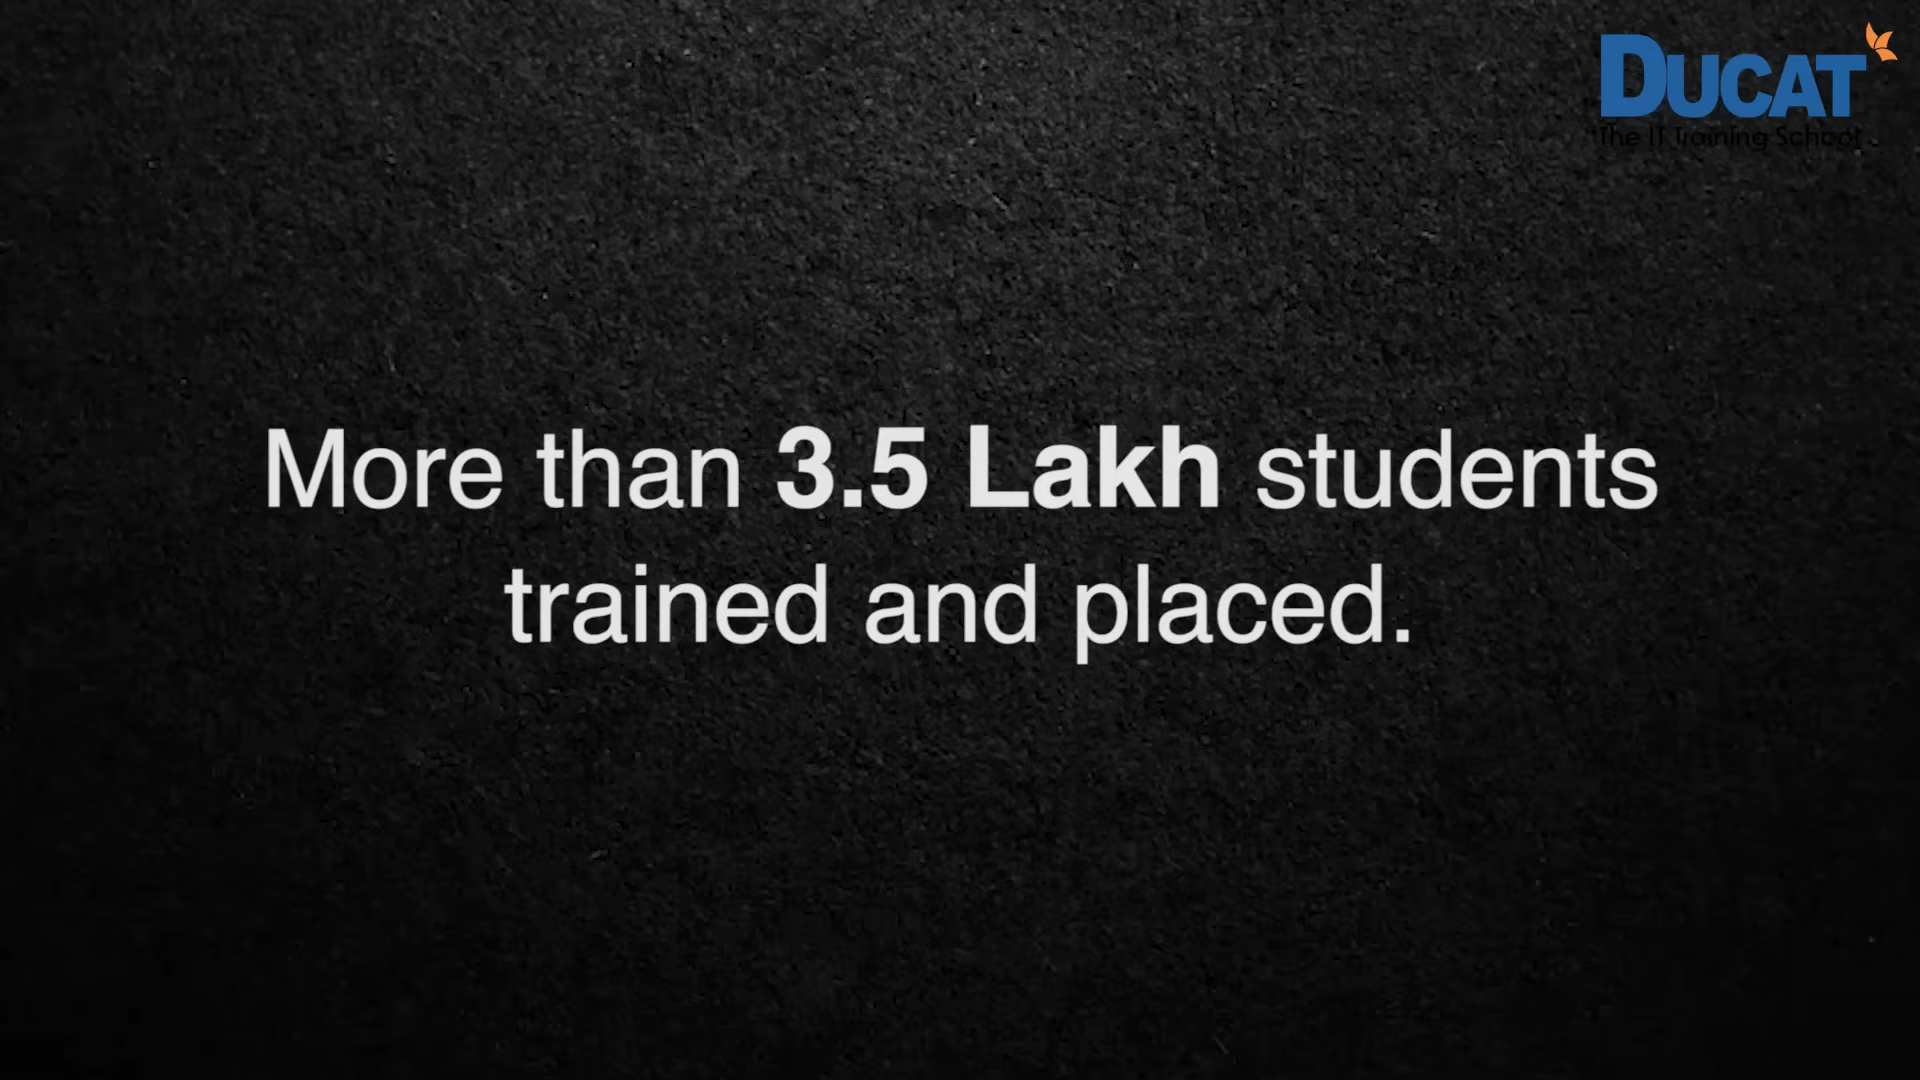 DUCAT
The IT Training School
More than 3.5 Lakh students
trained and placed.